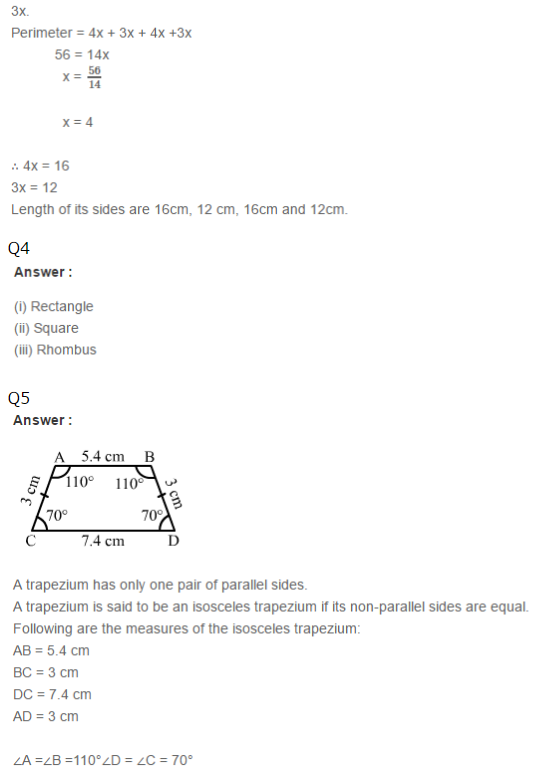 3x.
Perimeter = 4x + 3x + 4x +3x
56 = 14x
x = 56/14
x = 4
∴ 4x = 16
3x = 12
Length of its sides are 16cm, 12 cm, 16cm and 12cm.
Q4
Answer :
(i) Rectangle
(ii) Square
(iii) Rhombus
Q5
Answer :
A 5.4 cm B
3 cm 110° 110° 3 cm
70° 70°
C 7.4 cm D
A trapezium has only one pair of parallel sides.
A trapezium is said to be an isosceles trapezium if its non-parallel sides are equal.
Following are the measures of the isosceles trapezium:
AB = 5.4 cm
BC = 3 cm
DC = 7.4 cm
AD = 3 cm
∠A =∠B =110°∠D = ∠C = 70°